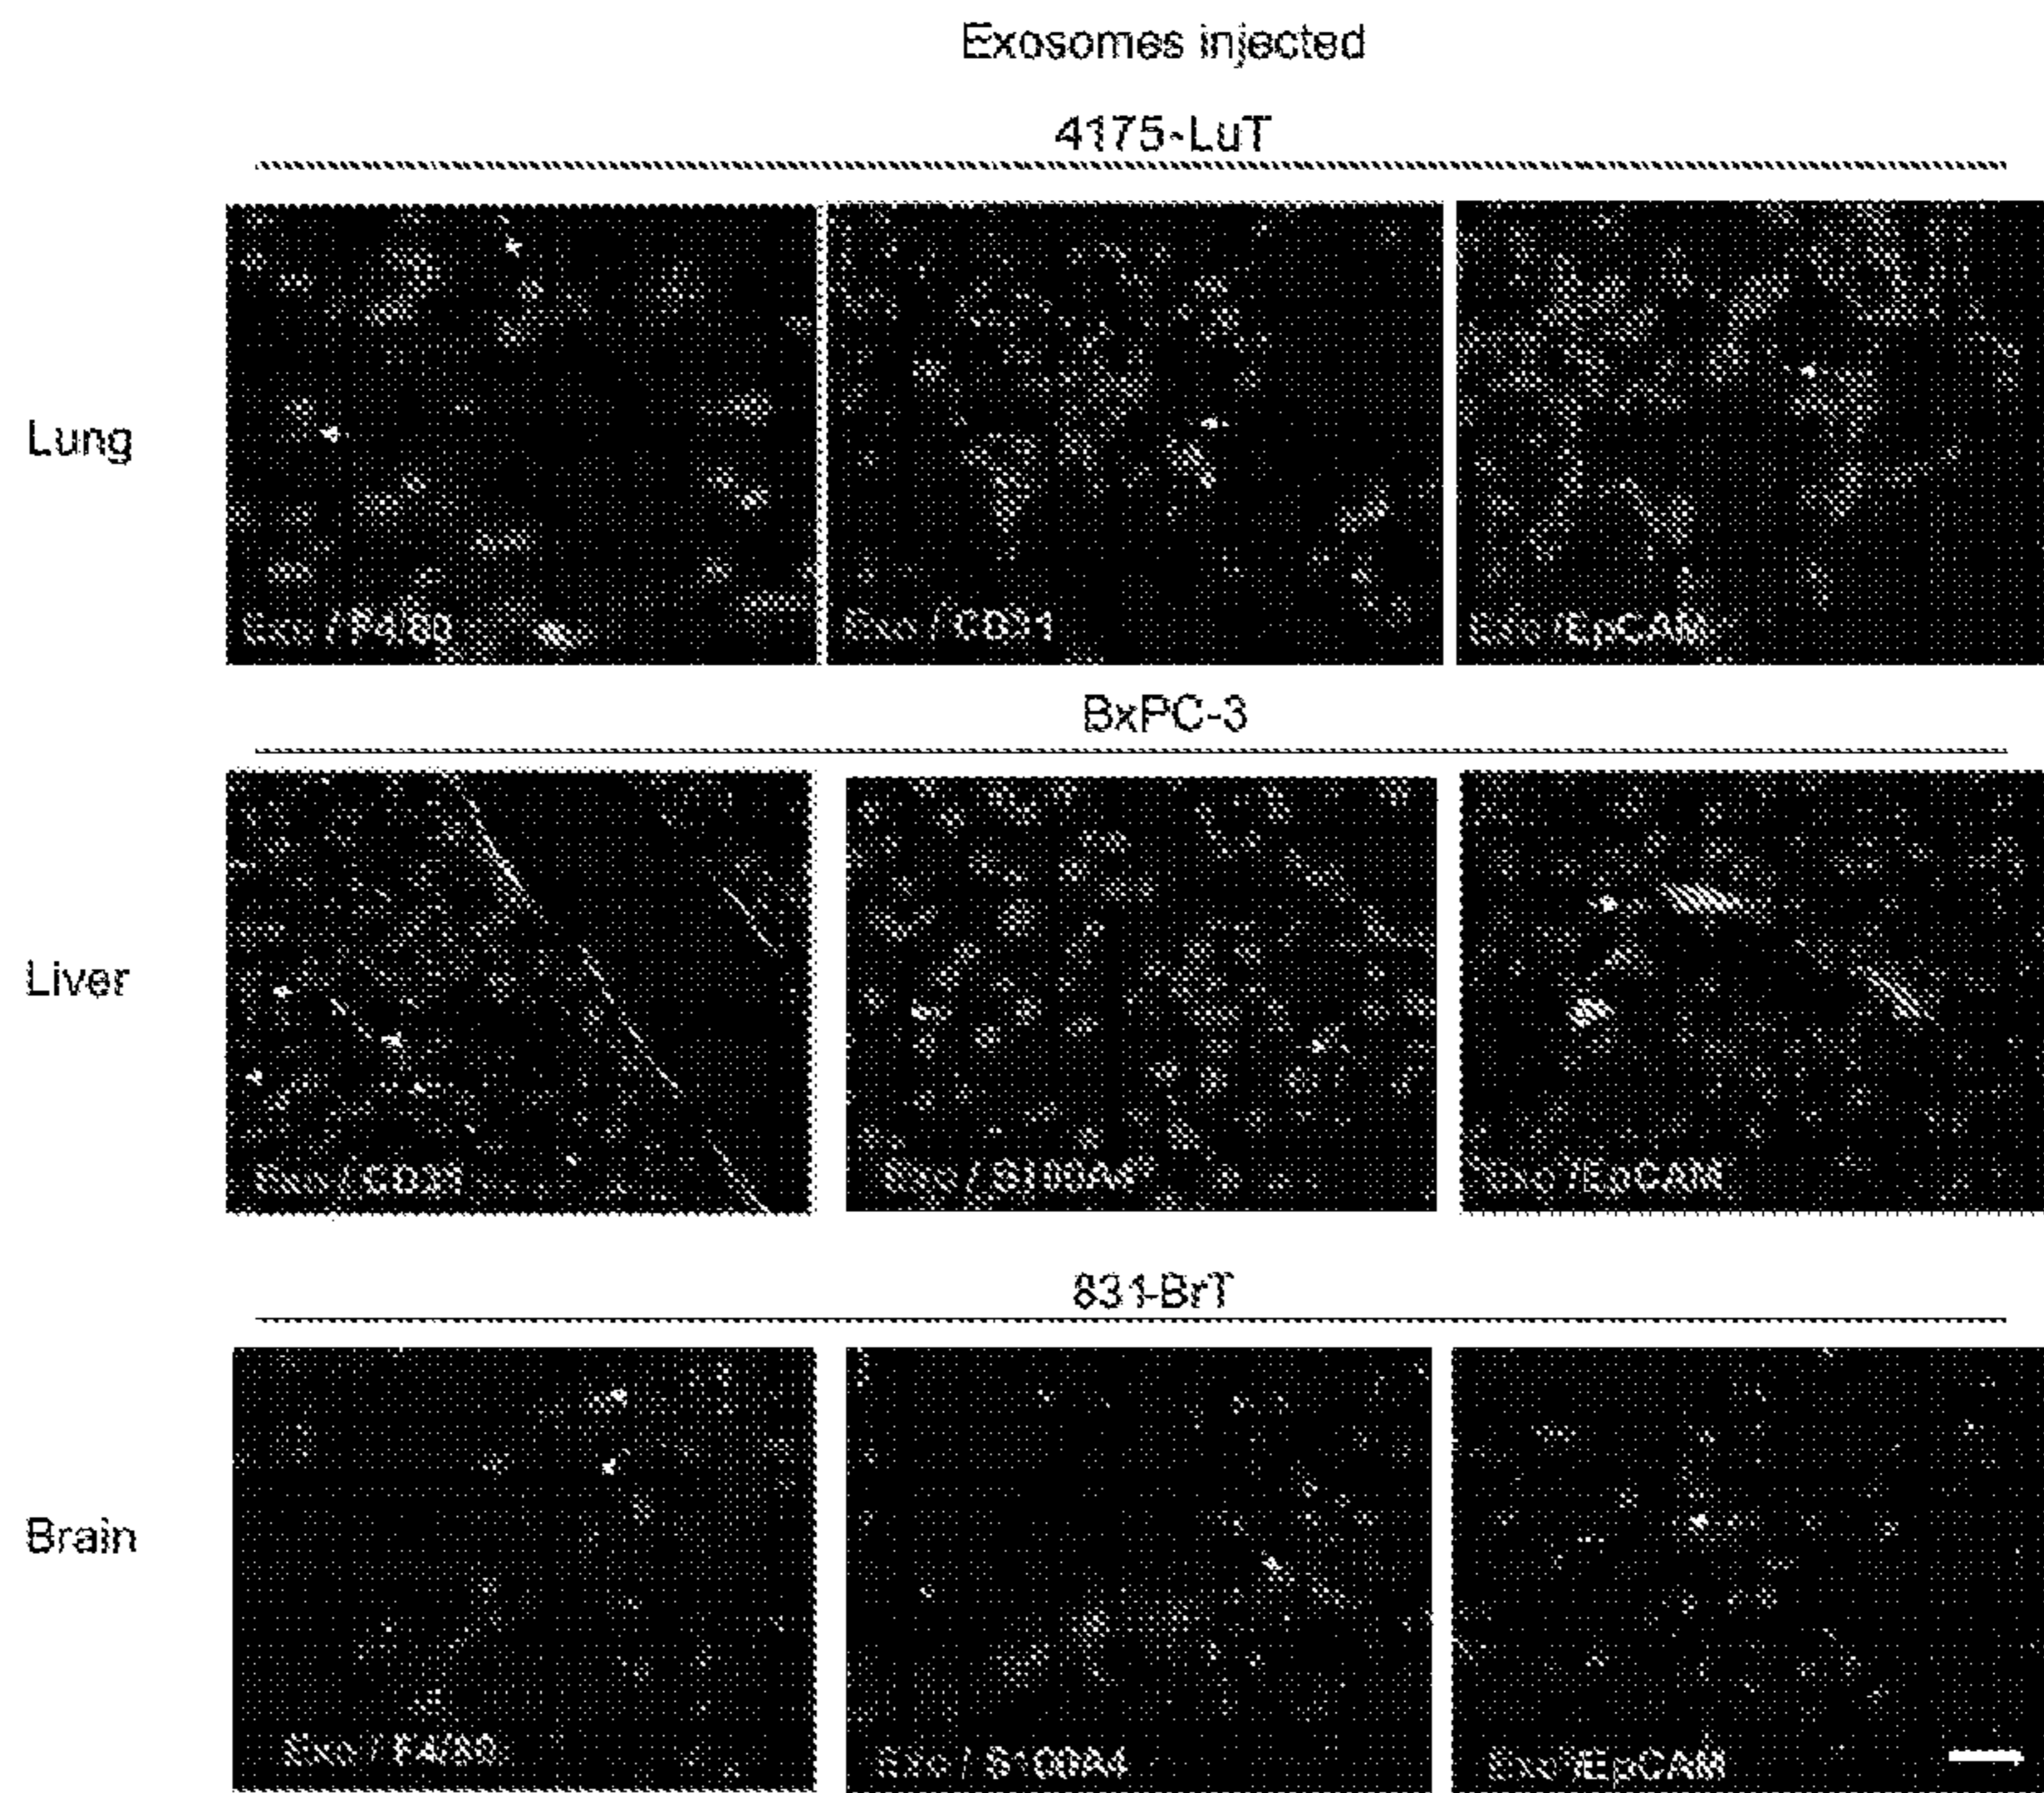 Exosomes injected
4175-LuT
Lung
Exo / F4/80
Exo / CD31
Exo /EpCAM
BxPC-3
Liver
Exo / CD31
Exo / S100A4
Exo /EpCAM
831-BrT
Brain
Exo / F4/80
Exo / S100A4
Exo /EpCAM